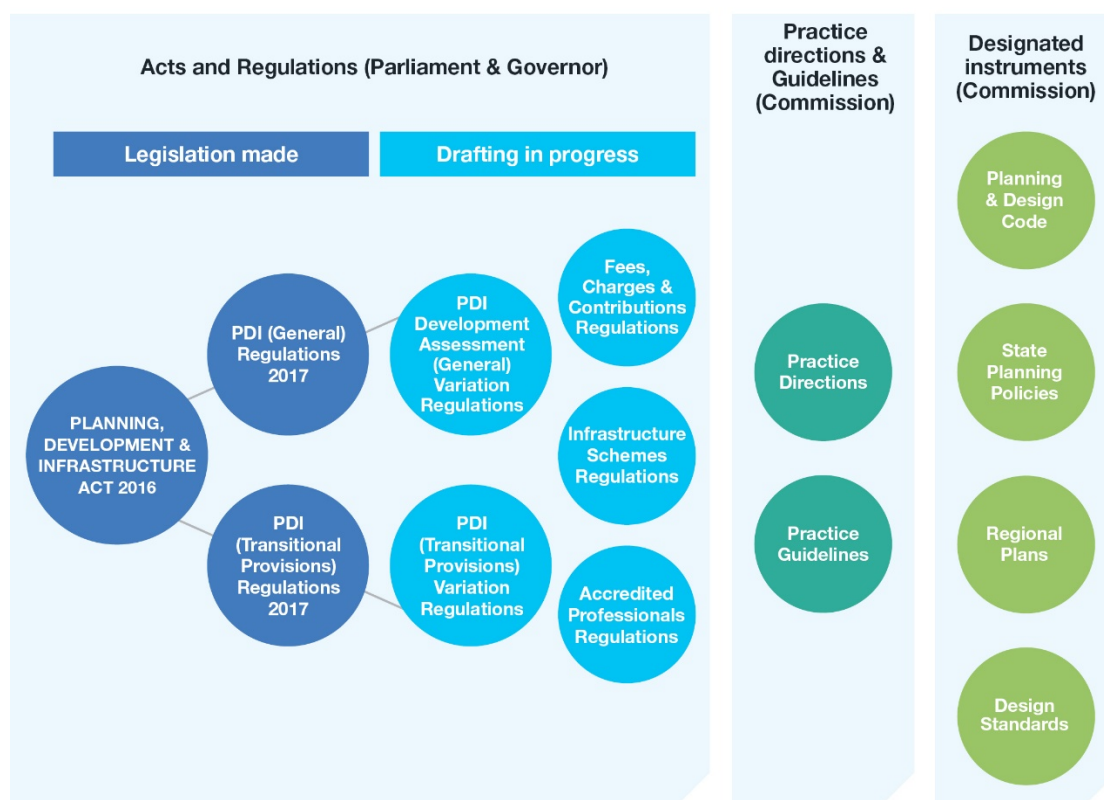 Acts and Regulations (Parliament & Governor)
Legislation made
Drafting in progress
PLANNING,
DEVELOPMENT &
INFRASTRUCTURE
ACT 2016
PDI (General)
Regulations
2017
PDI
(Transitional
Provisions)
Regulations
2017
PDI
Development
Assessment
(General)
Variation
Regulations
PDI
(Transitional
Provisions)
Variation
Regulations
Fees,
Charges &
Contributions
Regulations
Infrastructure
Schemes
Regulations
Accredited
Professionals
Regulations
Practice
directions &
Guidelines
(Commission)
Practice
Directions
Practice
Guidelines
Designated
instruments
(Commission)
Planning
& Design
Code
State
Planning
Policies
Regional
Plans
Design
Standards